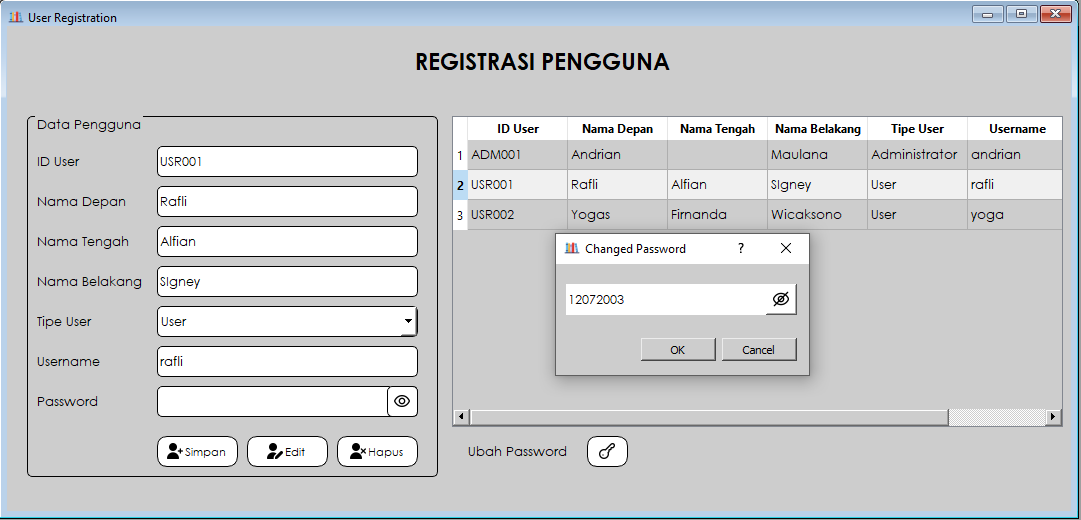 User Registration
REGISTRASI PENGGUNA
Data Pengguna
ID User USR001
Nama Depan Rafli
Nama Tengah Alfian
Nama Belakang SIgney
Tipe User User
Username rafli
Password
Simpan Edit Hapus
ID User Nama Depan Nama Tengah Nama Belakang Tipe User Username
1 ADM001 Andrian Maulana Administrator andrian
2 USR001 Rafli Alfian SIgney User rafli
3 USR002 Yogas Firnanda Wicaksono User yoga
Changed Password ?
12072003
OK Cancel
Ubah Password